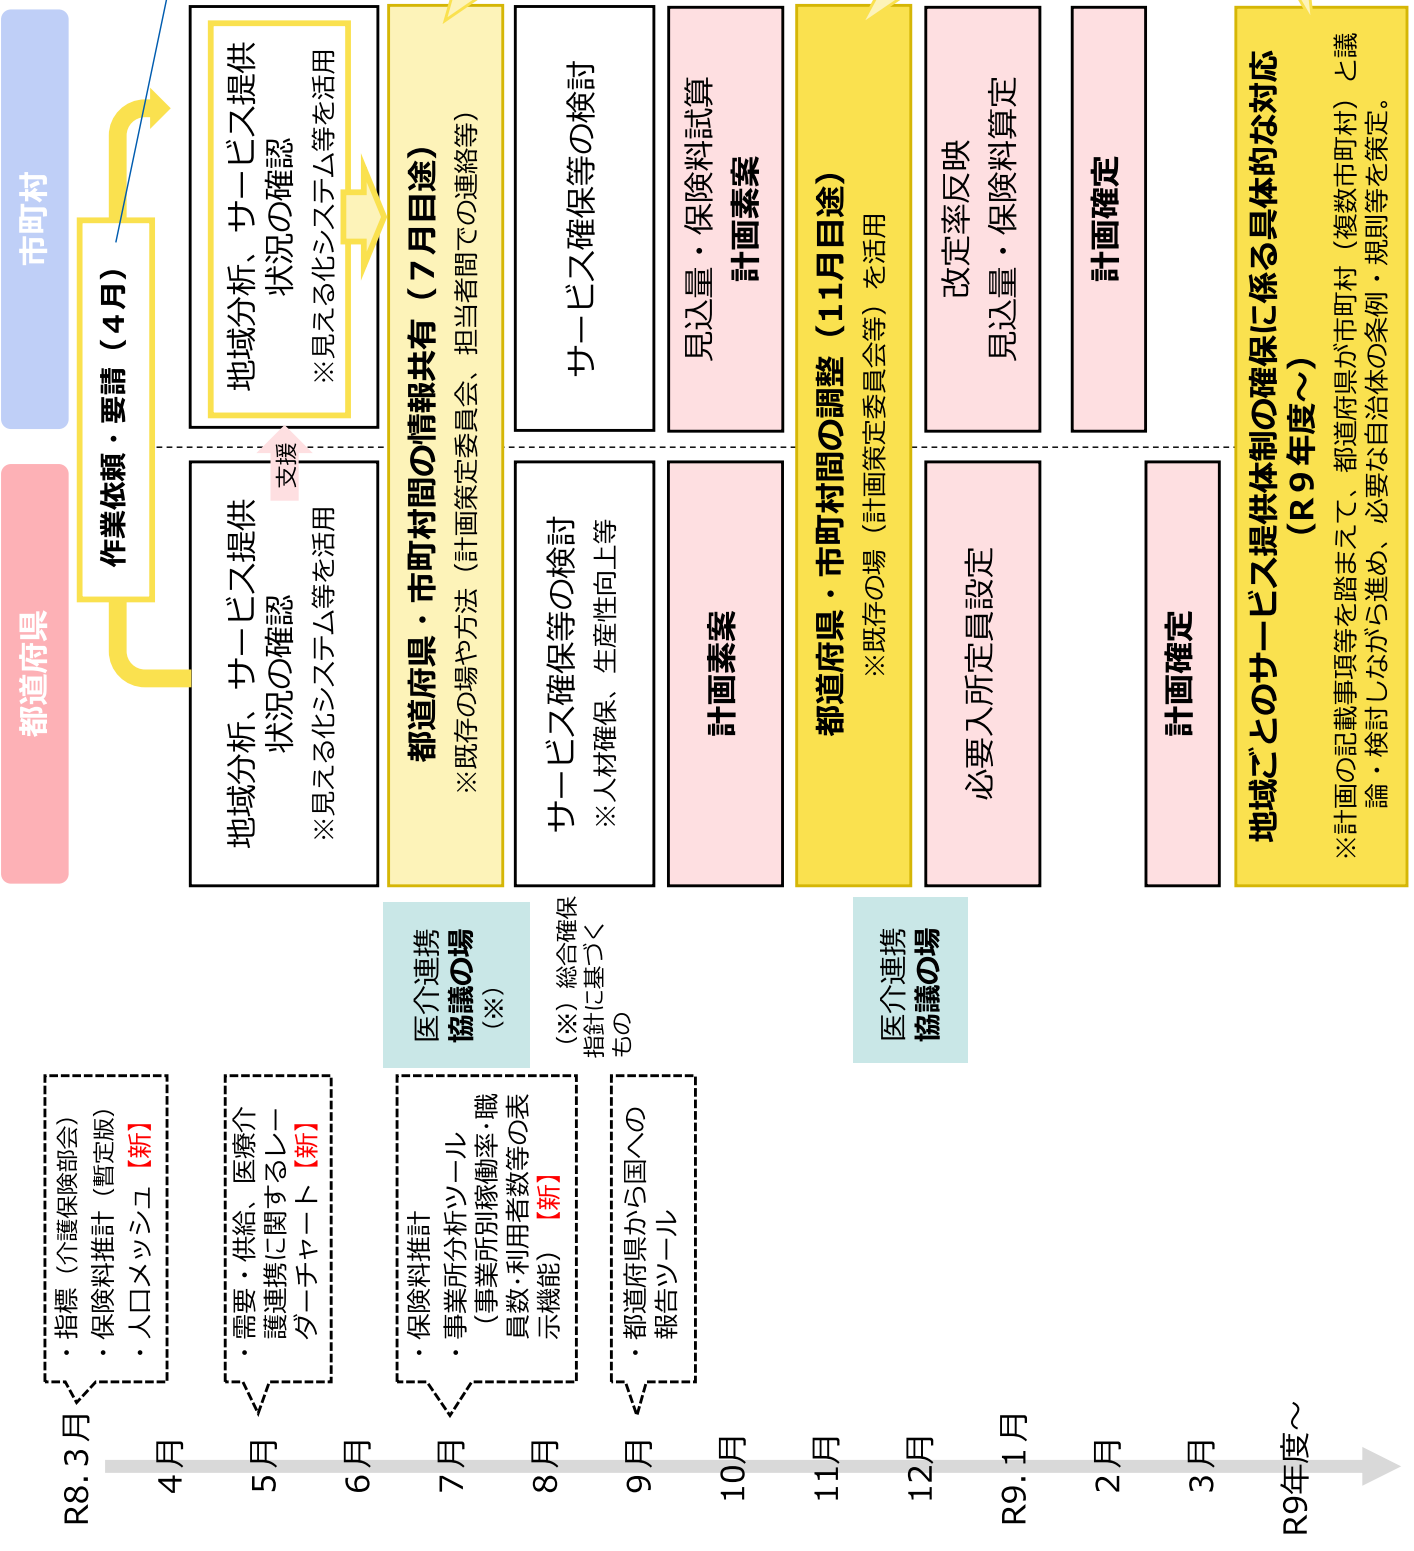 都道府県
市町村
作業依頼・要請（４月）
地域分析、サービス提供
状況の確認
※見える化システム等を活用
支援
地域分析、サービス提供
状況の確認
※見える化システム等を活用
都道府県・市町村間の情報共有（７月目途）
※既存の場や方法（計画策定委員会、担当者間での連絡等）
サービス確保等の検討
※人材確保、生産性向上等
サービス確保等の検討
計画素案
見込量・保険料試算
計画素案
都道府県・市町村間の調整（11月目途）
※既存の場（計画策定委員会等）を活用
必要入所定員設定
改定率反映
見込量・保険料算定
計画確定
計画確定
地域ごとのサービス提供体制の確保に係る具体的な対応
（R９年度～）
※計画の記載事項等を踏まえて、都道府県が市町村（複数市町村）と議
論・検討しながら進め、必要な自治体の条例・規則等を策定。
医介連携
協議の場
（※）
（※）総合確保
指針に基づく
もの
医介連携
協議の場
・指標（介護保険部会）
・保険料推計（暫定版）
・人口メッシュ【新】
・需要・供給、医療介
護連携に関するレー
ダーチャート【新】
・保険料推計
・事業所分析ツール
（事業所別稼働率・職
員数・利用者数等の表
示機能）【新】
・都道府県から国への
報告ツール
R8.３月
４月
５月
６月
７月
８月
９月
10月
11月
12月
R9.１月
２月
３月
R9年度～